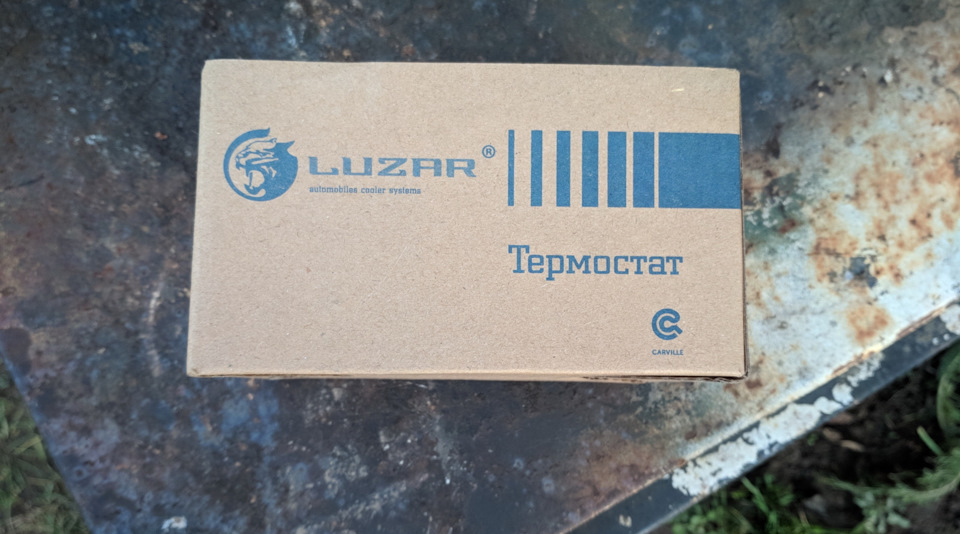 LUZAR®
automobiles cooler systems
Термостат
CARVILLE